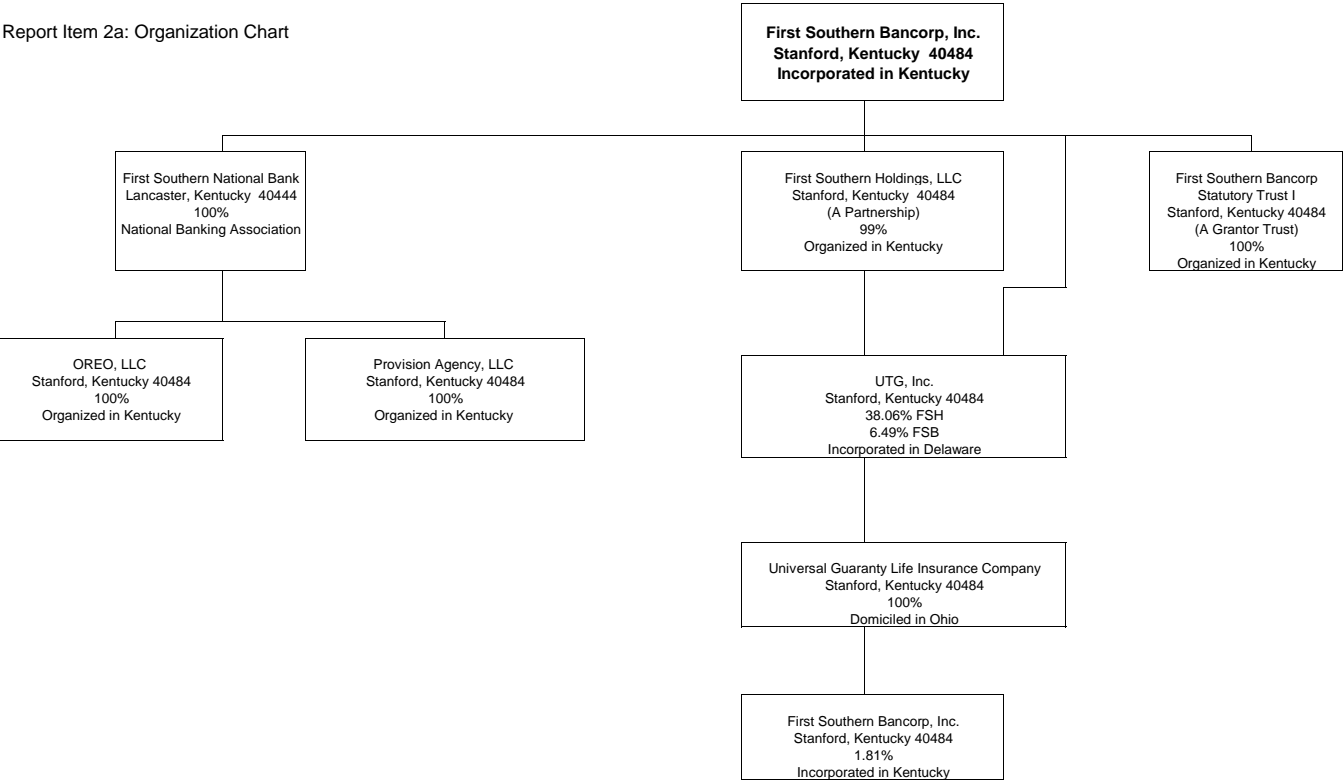 Report Item 2a: Organization Chart
First Southern Bancorp, Inc.
Stanford, Kentucky 40484
Incorporated in Kentucky
First Southern National Bank
Lancaster, Kentucky 40444
100%
National Banking Association
First Southern Holdings, LLC
Stanford, Kentucky 40484
(A Partnership)
99%
Organized in Kentucky
First Southern Bancorp
Statutory Trust I
Stanford, Kentucky 40484
(A Grantor Trust)
100%
Organized in Kentucky
OREO, LLC
Stanford, Kentucky 40484
100%
Organized in Kentucky
Provision Agency, LLC
Stanford, Kentucky 40484
100%
Organized in Kentucky
UTG, Inc.
Stanford, Kentucky 40484
38.06% FSH
6.49% FSB
Incorporated in Delaware
Universal Guaranty Life Insurance Company
Stanford, Kentucky 40484
100%
Domiciled in Ohio
First Southern Bancorp, Inc.
Stanford, Kentucky 40484
1.81%
Incorporated in Kentucky